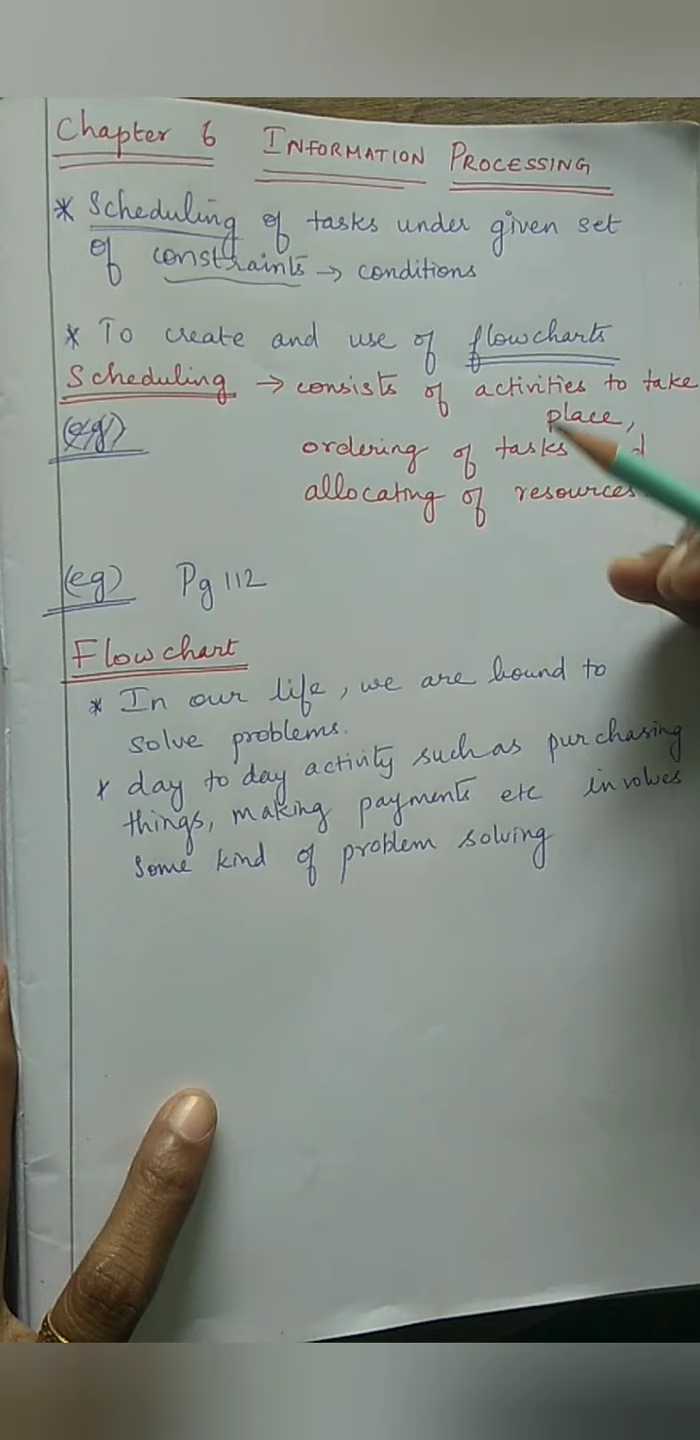 Chapter 6 INFORMATION PROCESSING
* Scheduling of tasks under given set
of constraints → conditions
* To create and use of flowcharts
Scheduling → consists of activities to take
place,
(eg)
ordering of tasks
allocating of resources
(eg) Pg 112
Flowchart
* In our life, we are bound to
solve problems.
* day to day activity such as purchasing
things, making payments etc involves
some kind of problem solving